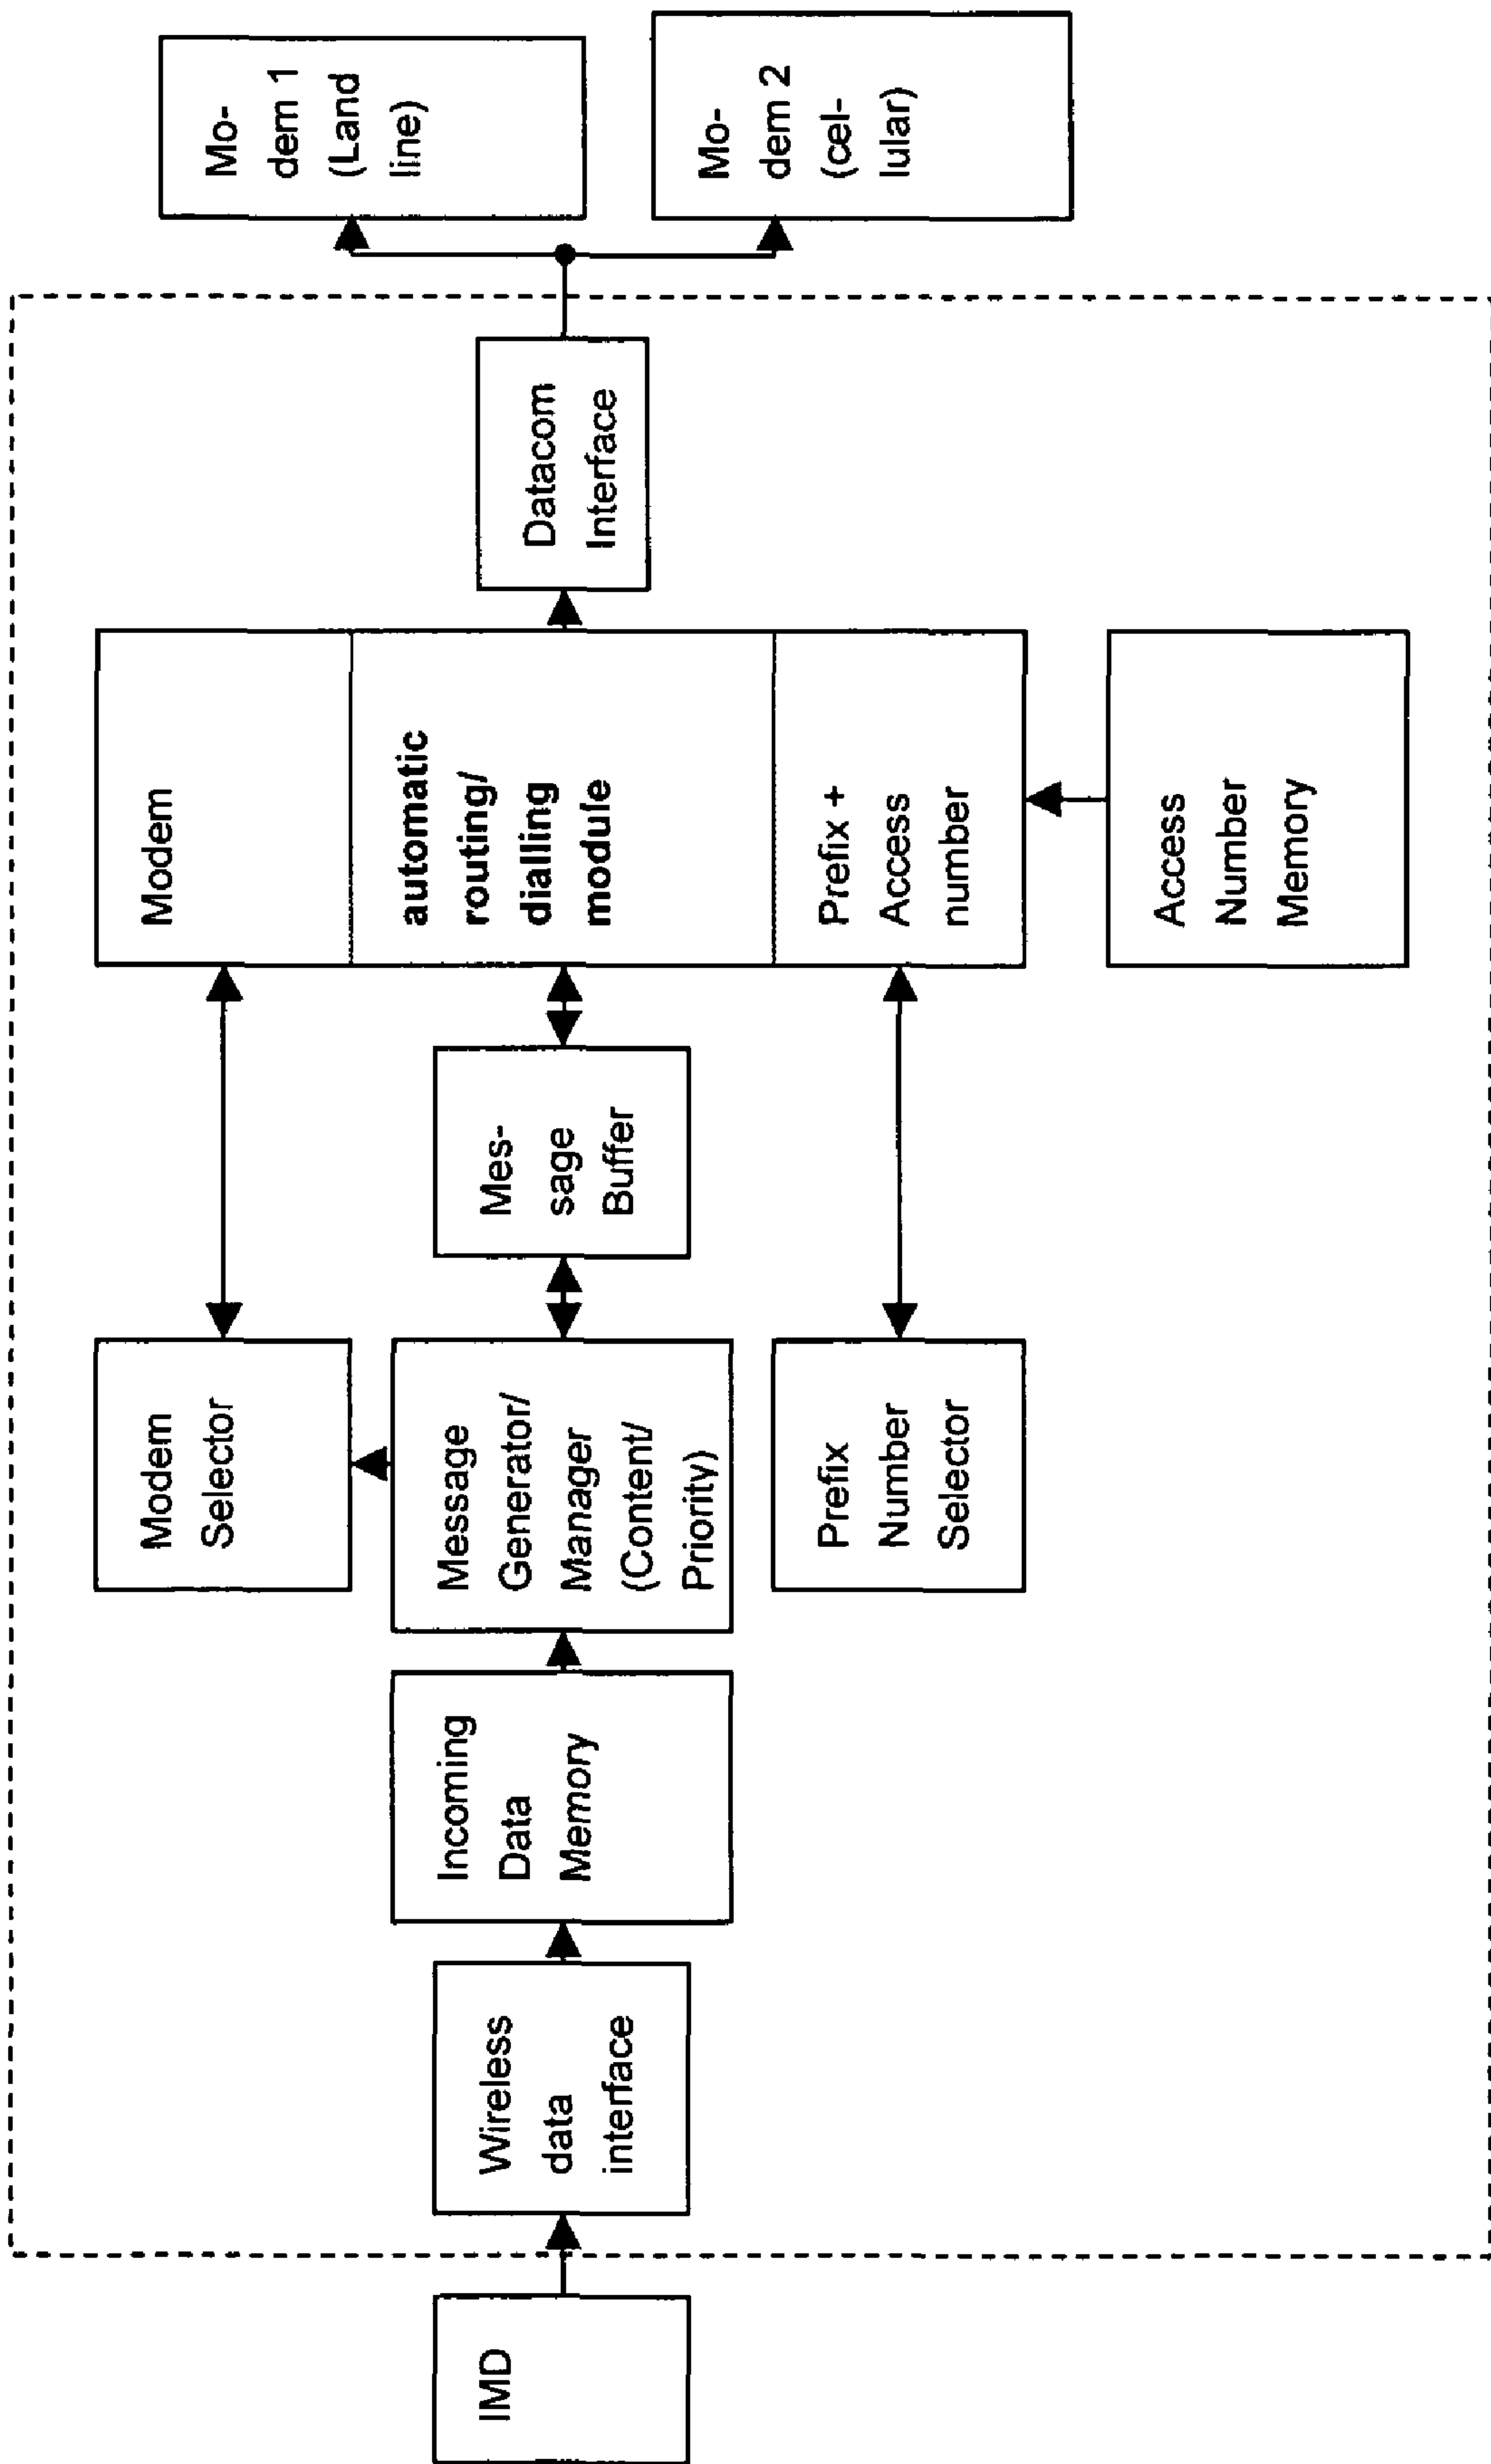 IMD
Wireless
data
interface
Incoming
Data
Memory
Modem
Selector
Message
Generator/
Manager
(Content/
Priority)
Prefix
Number
Selector
Mes-
sage
Buffer
Modem
automatic
routing/
dialling
module
Prefix +
Access
number
Access
Number
Memory
Datacom
Interface
Mo-
dem 1
(Land
line)
Mo-
dem 2
(cel-
lular)